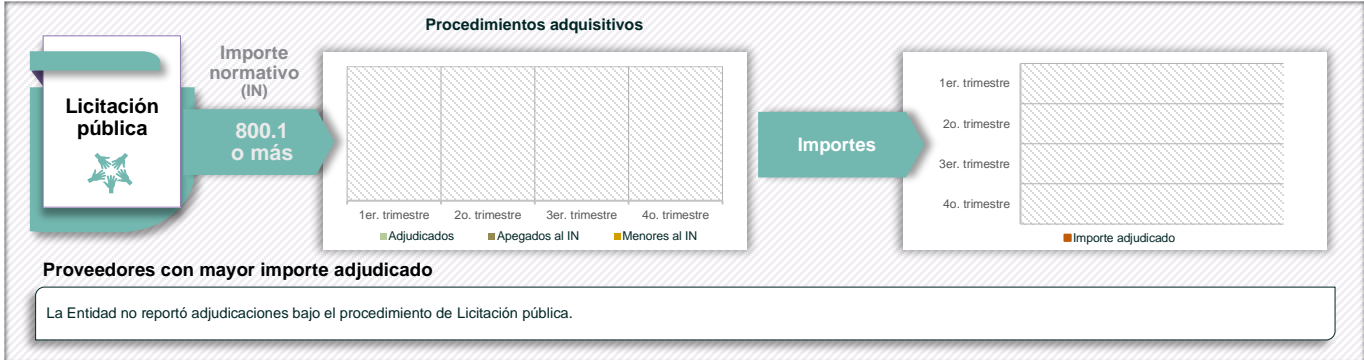 Procedimientos adquisitivos
Licitación
pública
Importe
normativo
(IN)
800.1
o más
1er. trimestre 2o. trimestre 3er. trimestre 4o. trimestre
Adjudicados Apegados al IN Menores al IN
Importes
1er. trimestre
2o. trimestre
3er. trimestre
4o. trimestre
Importe adjudicado
Proveedores con mayor importe adjudicado
La Entidad no reportó adjudicaciones bajo el procedimiento de Licitación pública.